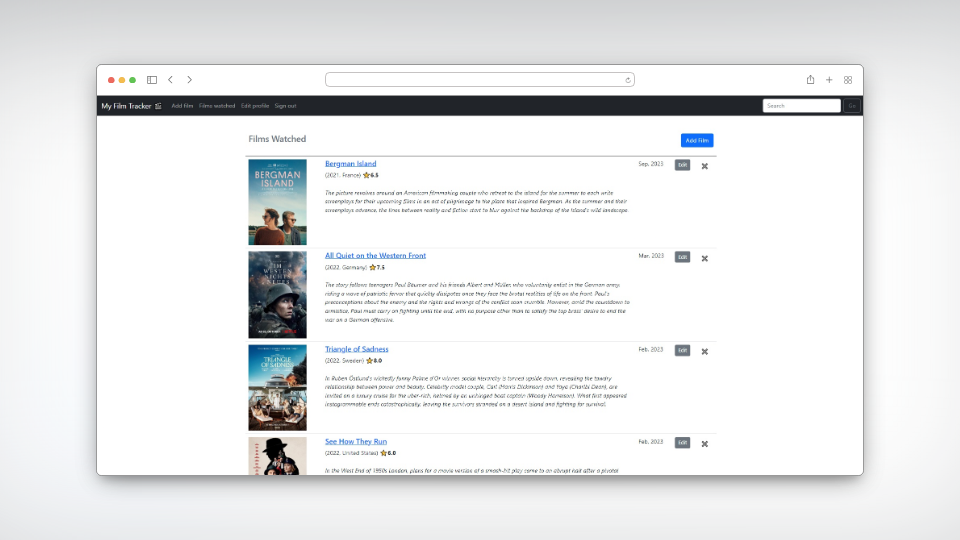 My Film Tracker Add film Films watched Edit profile Sign out Search Go
Films Watched Add Film
BERGMAN
ISLAND
Bergman Island Sep. 2023 Edit
(2021, France) 6.5
The picture revolves around an American filmmaking couple who retreat to the island for the summer to each write
screenplays for their upcoming films in an act of pilgrimage to the place that inspired Bergman. As the summer and their
screenplays advance, the lines between reality and fiction start to blur against the backdrop of the Island's wild landscape.
IM
WESTEN
NICHTS
NEUES
All Quiet on the Western Front Mar. 2023 Edit
(2022, Germany) 7.5
The story follows teenagers Paul Bäumer and his friends Albert and Müller, who voluntarily enlist in the German army,
riding a wave of patriotic fervor that quickly dissipates once they face the brutal realities of life on the front. Paul's
preconceptions about the enemy and the rights and wrongs of the conflict soon crumble. However, amid the countdown to
armistice, Paul must carry on fighting until the end, with no purpose other than to satisfy the top brass' desire to end the
war on a German offensive.
TRIANGLE
OF SADNESS
Triangle of Sadness Feb. 2023 Edit
(2022, Sweden) 8.0
In Ruben Östlund's wickedly funny Palme d'Or winner, social hierarchy is turned upside down, revealing the tawdry
relationship between power and beauty. Celebrity model couple, Carl (Harris Dickinson) and Yaya (Charlbi Dean), are
invited on a luxury cruise for the uber-rich, helmed by an unhinged boat captain (Woody Harrelson). What first appeared
instagrammable ends catastrophically, leaving the survivors stranded on a desert island and fighting for survival.
See How They Run Feb. 2023 Edit
(2022, United States) 6.0
In the West End of 1950s London, plans for a movie version of a smash-hit play come to an abrupt halt after a pivotal